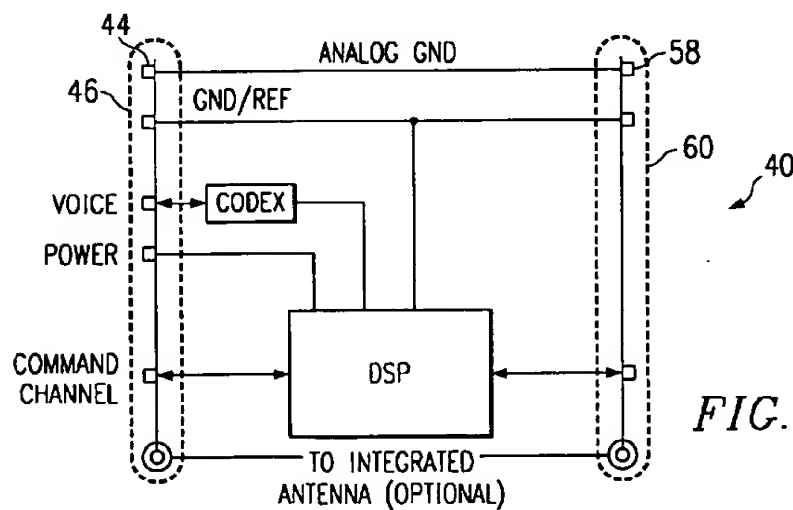 44
ANALOG GND
58
46
GND/REF
60
40
VOICE
CODEX
POWER
COMMAND
CHANNEL
DSP
FIG.
TO INTEGRATED
ANTENNA (OPTIONAL)